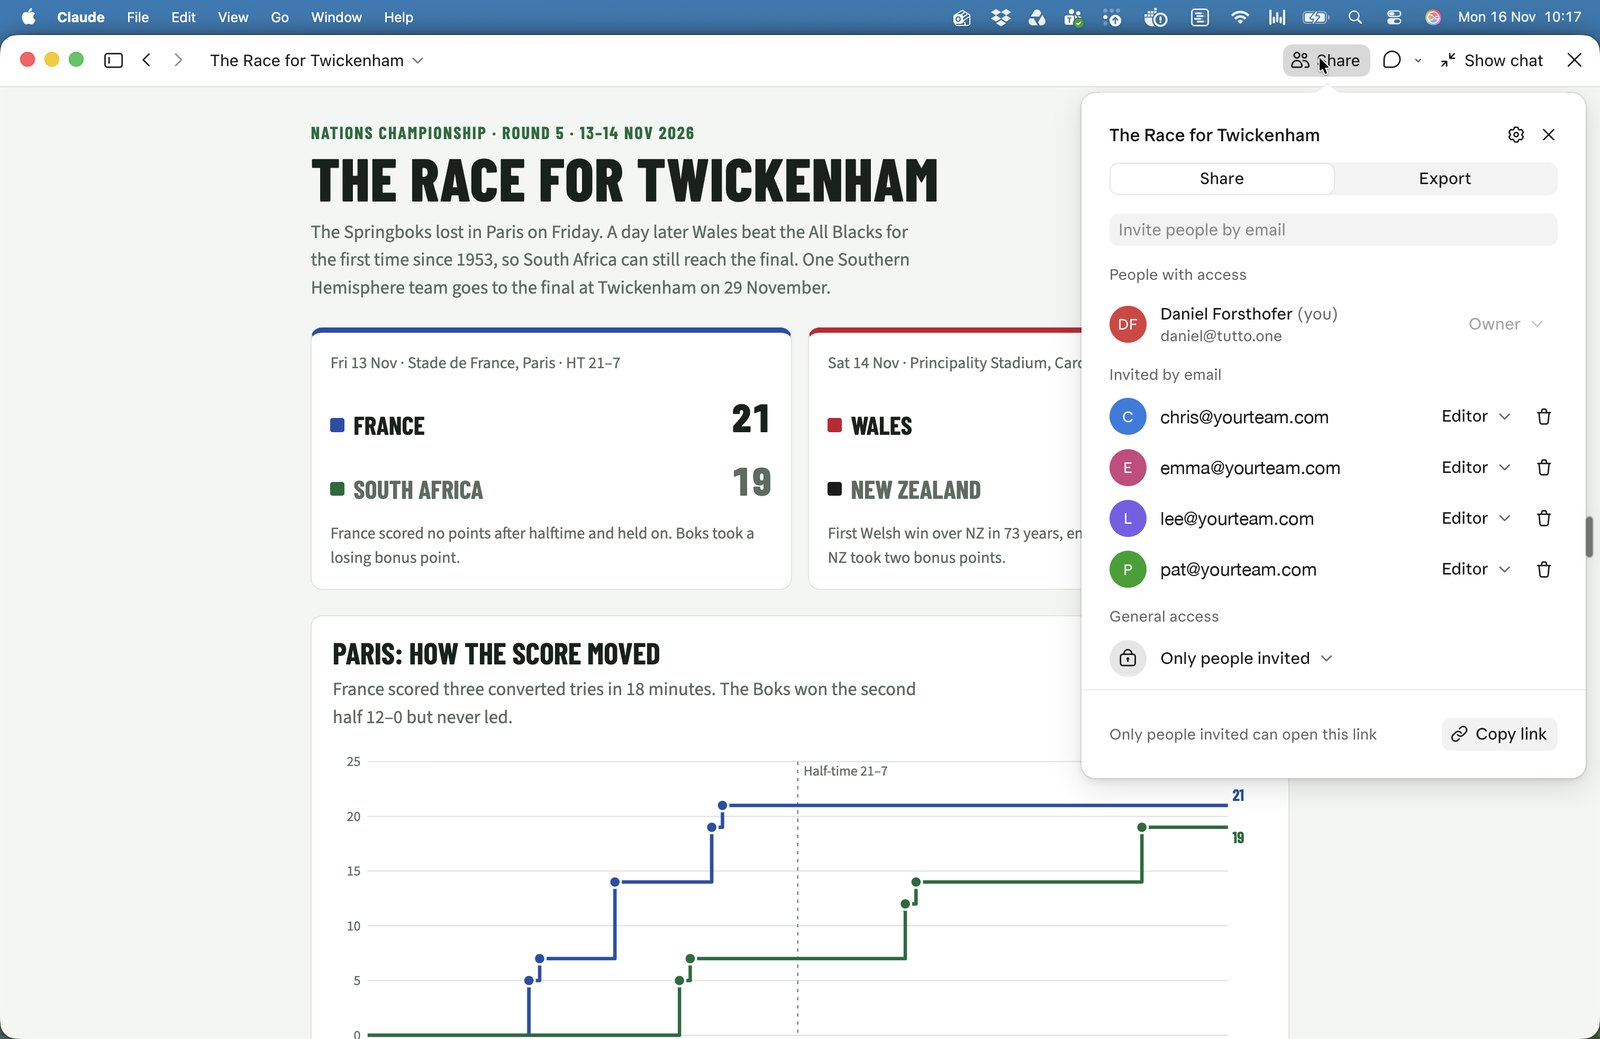 Claude File Edit View Go Window Help Mon 16 Nov 10:17
The Race for Twickenham
Share
Show chat
NATIONS CHAMPIONSHIP · ROUND 5 · 13–14 NOV 2026
THE RACE FOR TWICKENHAM
The Springboks lost in Paris on Friday. A day later Wales beat the All Blacks for
the first time since 1953, so South Africa can still reach the final. One Southern
Hemisphere team goes to the final at Twickenham on 29 November.
Fri 13 Nov · Stade de France, Paris · HT 21–7
FRANCE 21
SOUTH AFRICA 19
France scored no points after halftime and held on. Boks took a
losing bonus point.
Sat 14 Nov · Principality Stadium,
WALES
NEW ZEALAND
First Welsh win over NZ in 73 years,
NZ took two bonus points.
PARIS: HOW THE SCORE MOVED
France scored three converted tries in 18 minutes. The Boks won the second
half 12–0 but never led.
25
Half-time 21–7
21
20
19
15
10
5
0
The Race for Twickenham
Share Export
Invite people by email
People with access
DF
Daniel Forsthofer (you)
daniel@tutto.one
Owner
Invited by email
C chris@yourteam.com Editor
E emma@yourteam.com Editor
L lee@yourteam.com Editor
P pat@yourteam.com Editor
General access
Only people invited
Only people invited can open this link
Copy link